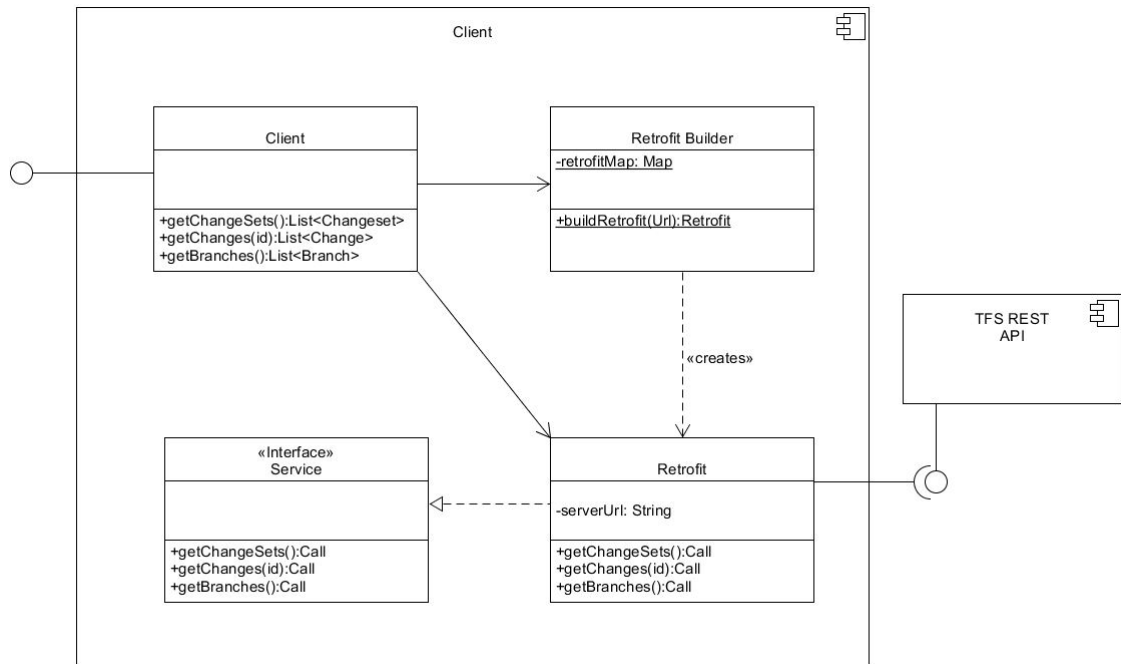 Client
Client
+getChangeSets():List<Changeset>
+getChanges(id):List<Change>
+getBranches():List<Branch>
Retrofit Builder
-retrofitMap: Map
+buildRetrofit(Url):Retrofit
«creates»
TFS REST
API
«Interface»
Service
+getChangeSets():Call
+getChanges(id):Call
+getBranches():Call
Retrofit
-serverUrl: String
+getChangeSets():Call
+getChanges(id):Call
+getBranches():Call